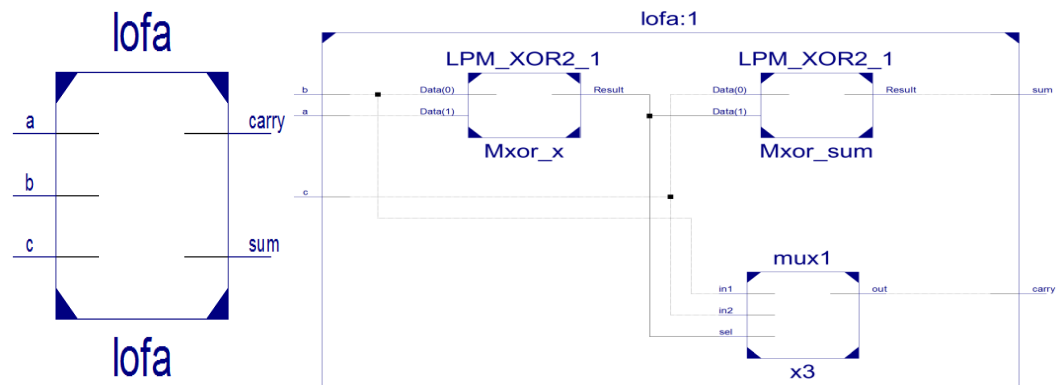 lofa
a
carry
b
c
sum
lofa
lofa:1
LPM_XOR2_1
LPM_XOR2_1
b
Data(0)
Result
Data(0)
Result
sum
a
Data(1)
Data(1)
Mxor_x
Mxor_sum
c
mux1
in1
out
carry
in2
sel
x3